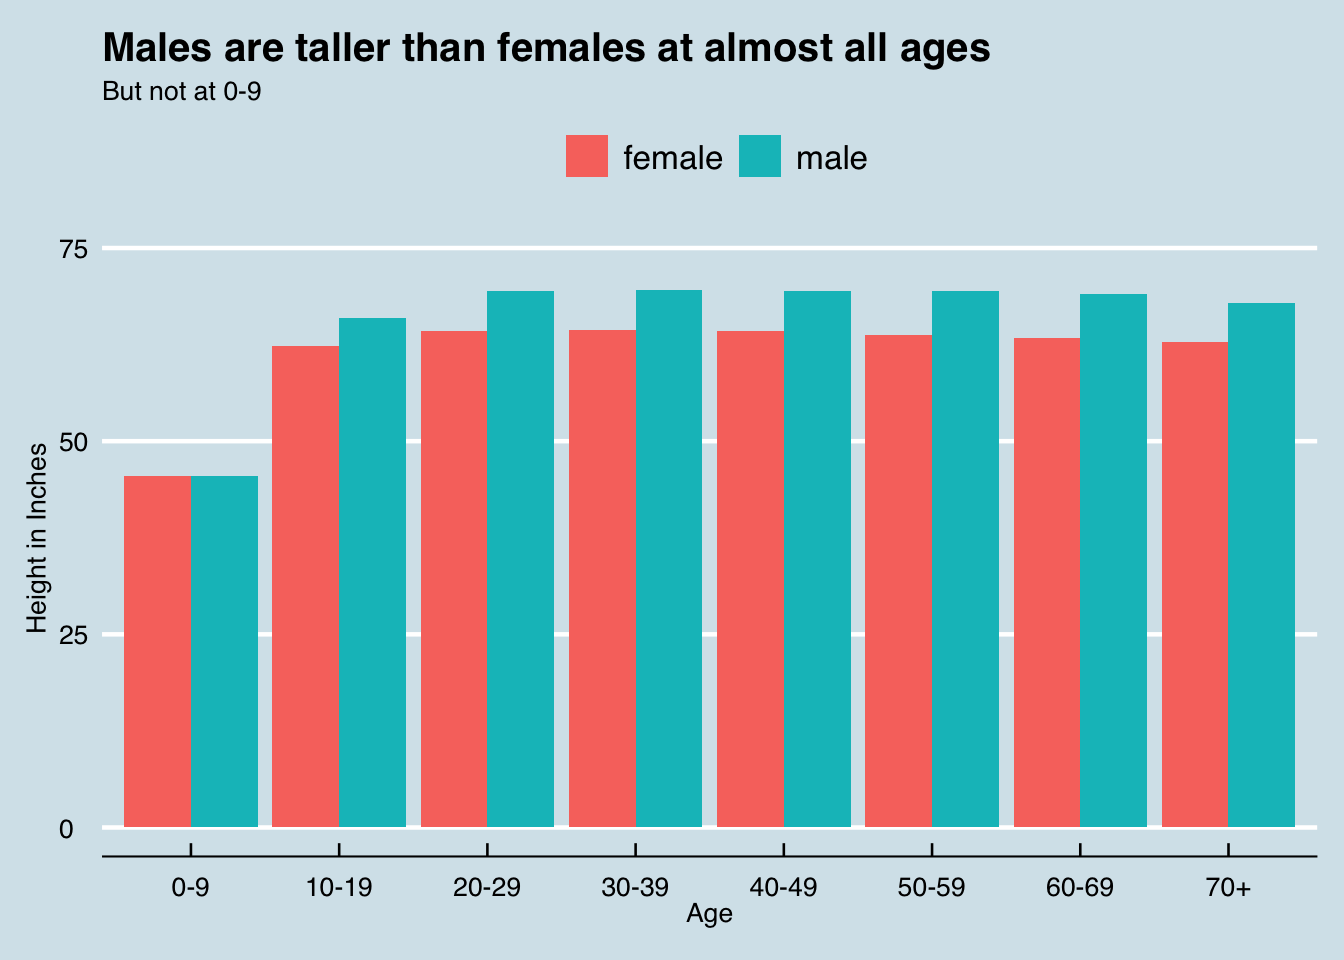 Males are taller than females at almost all ages
But not at 0-9
female male
75
50
25
0
Height in Inches
0-9 10-19 20-29 30-39 40-49 50-59 60-69 70+
Age